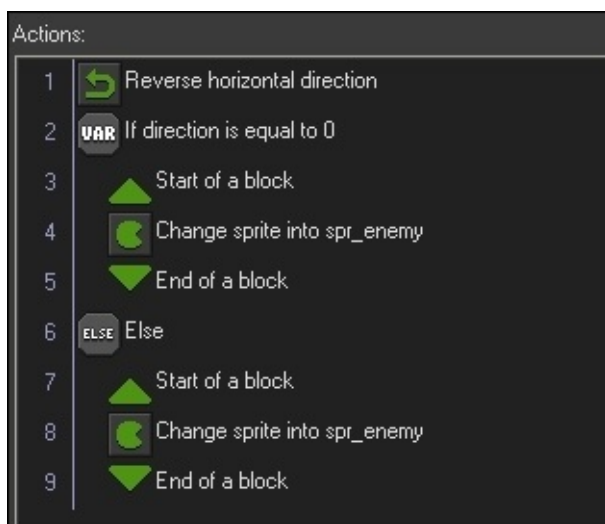 Actions:
1 Reverse horizontal direction
2 VAR If direction is equal to 0
3 Start of a block
4 Change sprite into spr_enemy
5 End of a block
6 ELSE Else
7 Start of a block
8 Change sprite into spr_enemy
9 End of a block